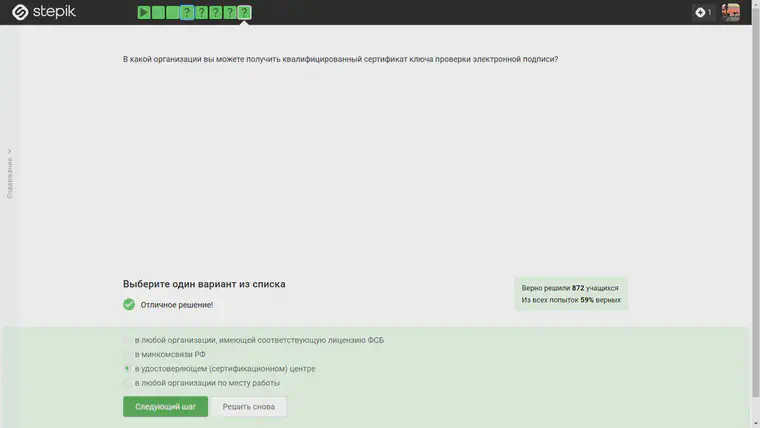 stepik
? ? ? ? ?
1
В какой организации вы можете получить квалифицированный сертификат ключа проверки электронной подписи?
Содержание
Выберите один вариант из списка
Верно решили 872 учащихся
Отличное решение!
Из всех попыток 59% верных
в любой организации, имеющей соответствующую лицензию ФСБ
в минкомсвязи РФ
в удостоверяющем (сертификационном) центре
в любой организации по месту работы
Следующий шаг
Решить снова